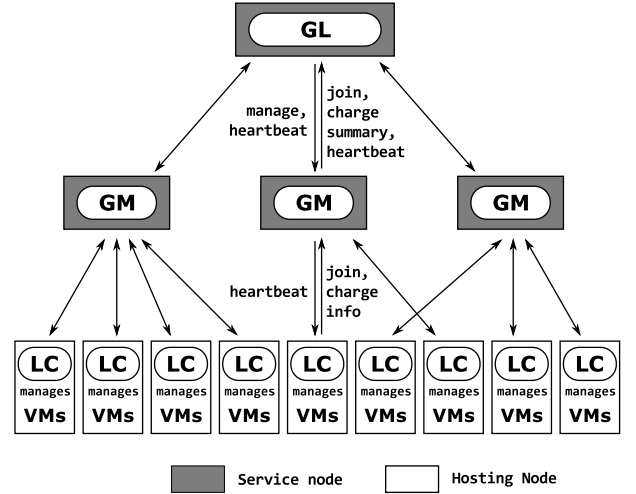 GL
manage,
heartbeat
join,
charge
summary,
heartbeat
GM
GM
GM
heartbeat
join,
charge
info
LC
manages
VMs
LC
manages
VMs
LC
manages
VMs
LC
manages
VMs
LC
manages
VMs
LC
manages
VMs
LC
manages
VMs
LC
manages
VMs
LC
manages
VMs
Service node
Hosting Node